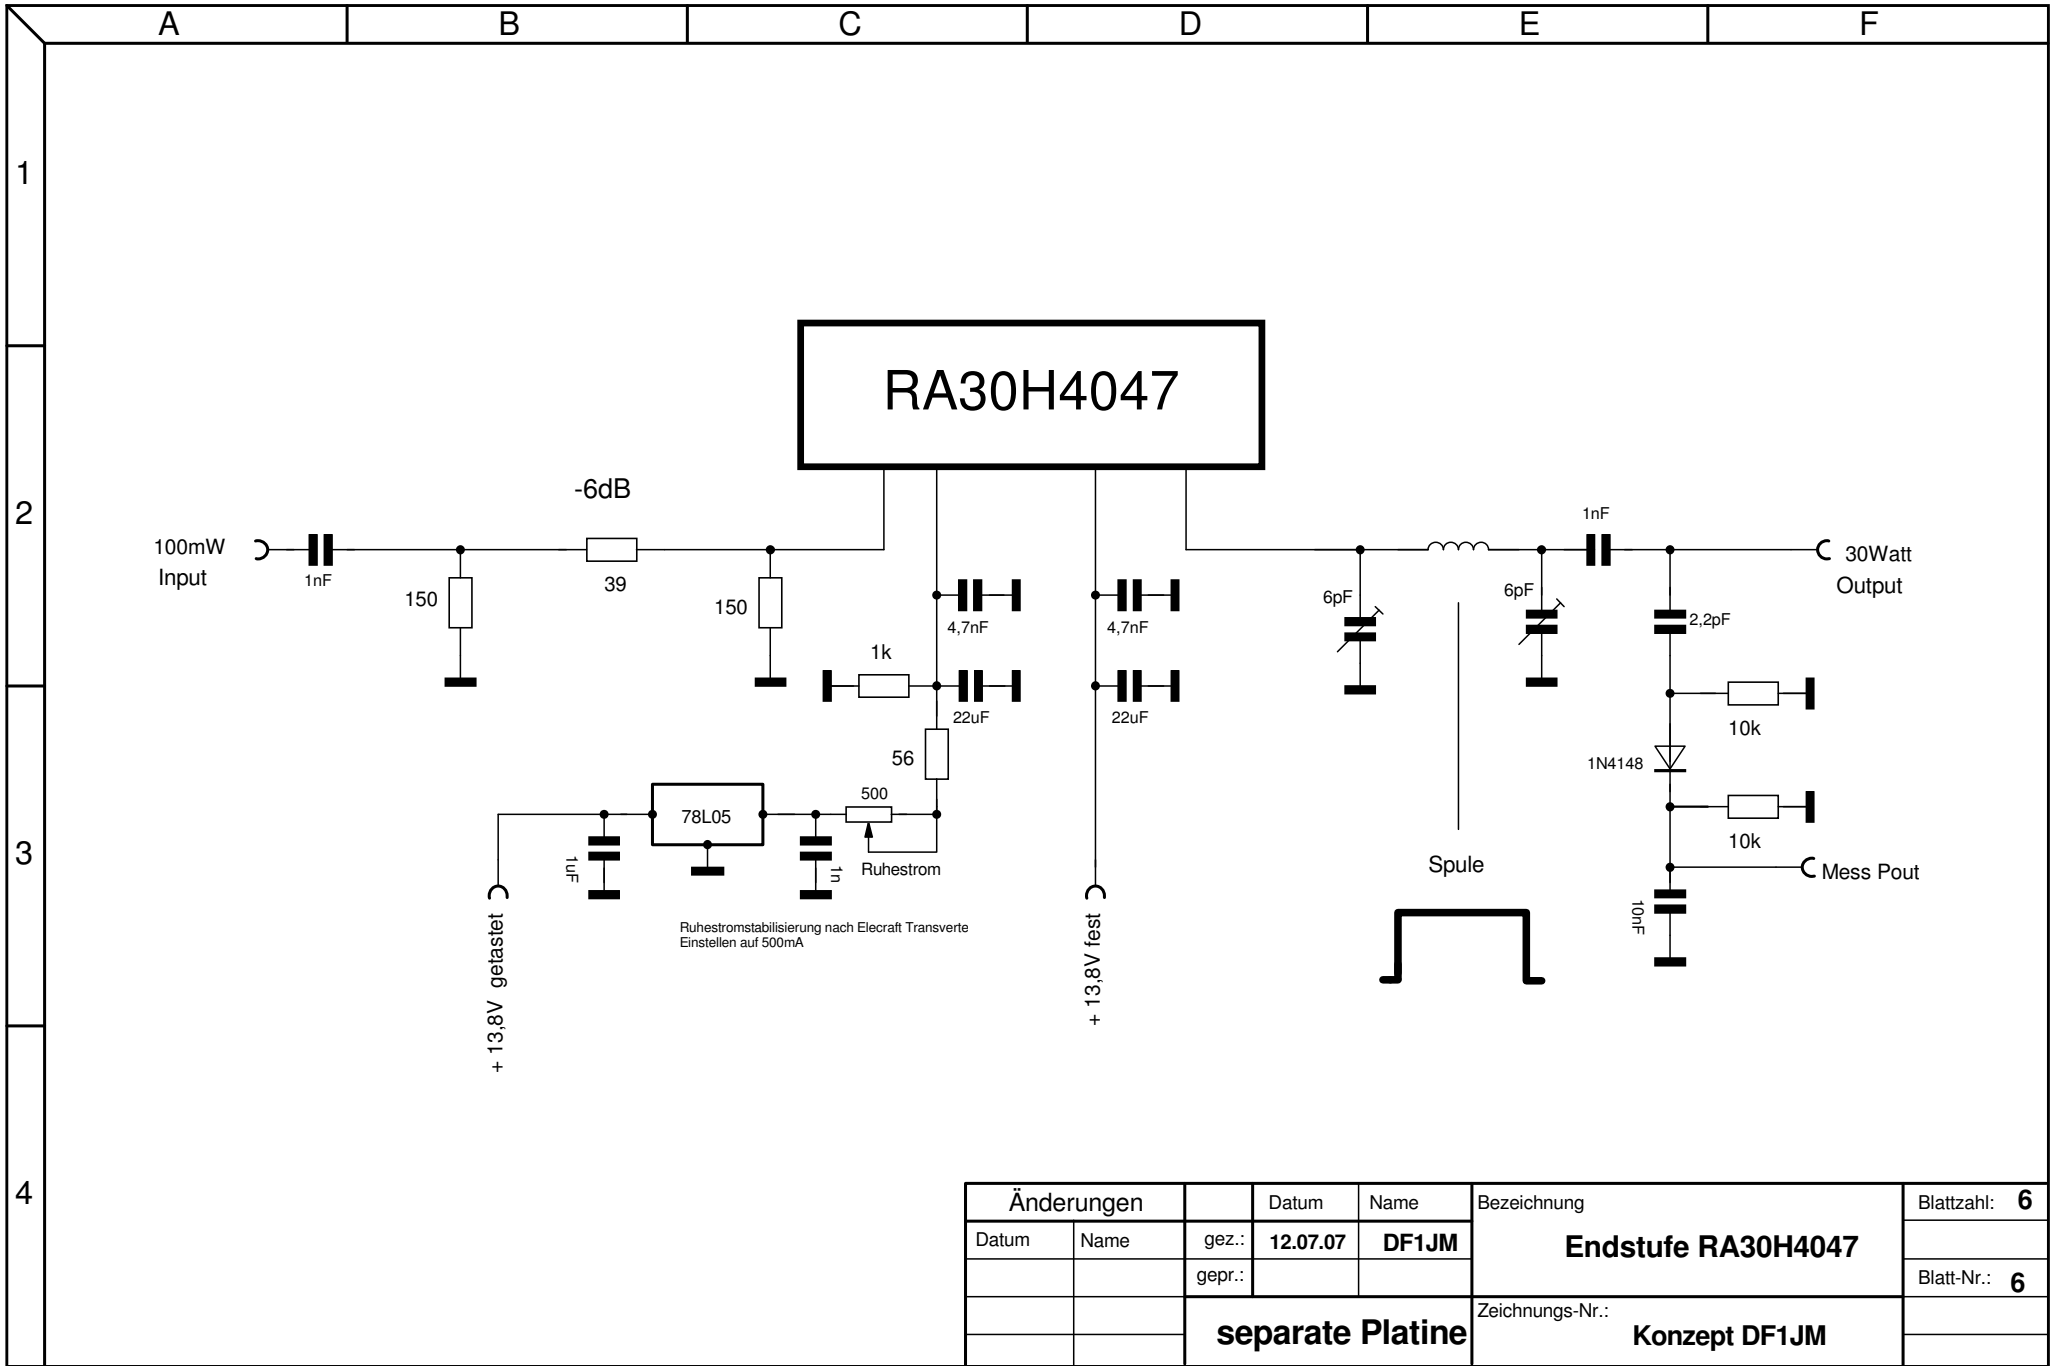 A B C D E F
1
2
3
4
RA30H4047
-6dB
100mW
Input
1nF
150
39
150
4,7nF
1k
22uF
56
500
78L05
1uF
1n
Ruhestrom
Ruhestromstabilisierung nach Elecraft Transverte
Einstellen auf 500mA
+ 13,8V getastet
4,7nF
22uF
+ 13,8V fest
6pF
6pF
1nF
30Watt
Output
2,2pF
10k
1N4148
10k
Mess Pout
10nF
Spule
Änderungen
Datum Name
Datum Name
gez.: 12.07.07 DF1JM
gepr.:
Bezeichnung
Endstufe RA30H4047
Blattzahl: 6
Blatt-Nr.: 6
separate Platine
Zeichnungs-Nr.:
Konzept DF1JM